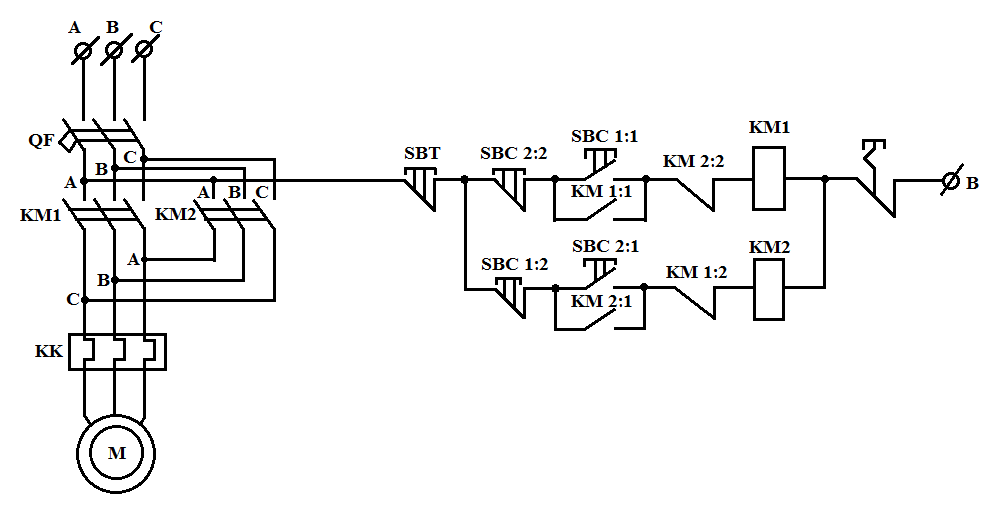 A B C
QF
C
B
A
A B C
KM1
KM2
A
B
C
KK
M
SBT
SBC 2:2
SBC 1:1
KM 1:1
KM 2:2
KM1
B
SBC 1:2
SBC 2:1
KM 2:1
KM 1:2
KM2